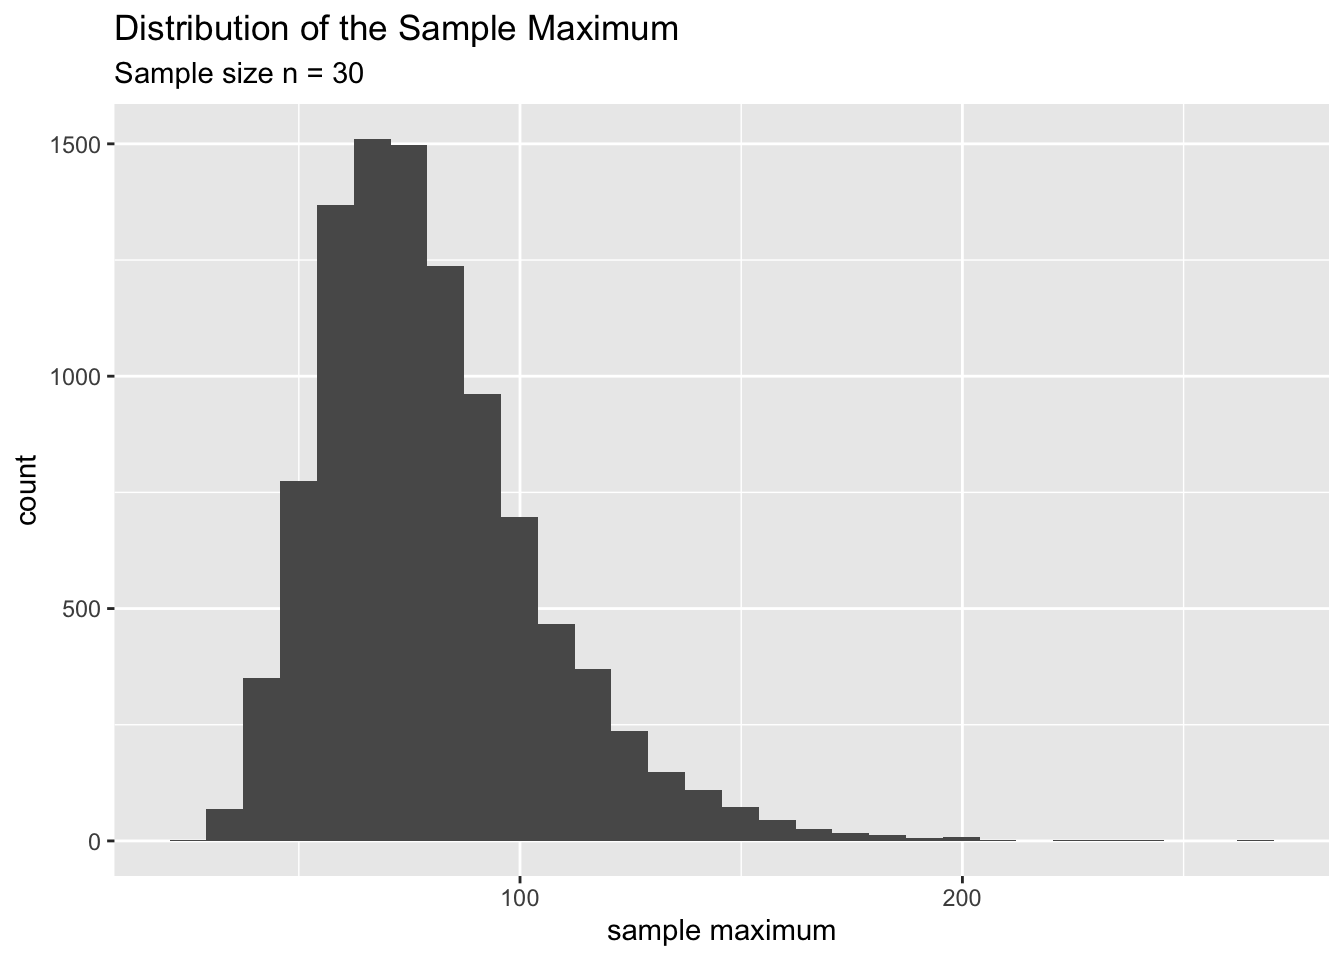 Distribution of the Sample Maximum
Sample size n = 30
1500
1000
500
0
count
100 200
sample maximum